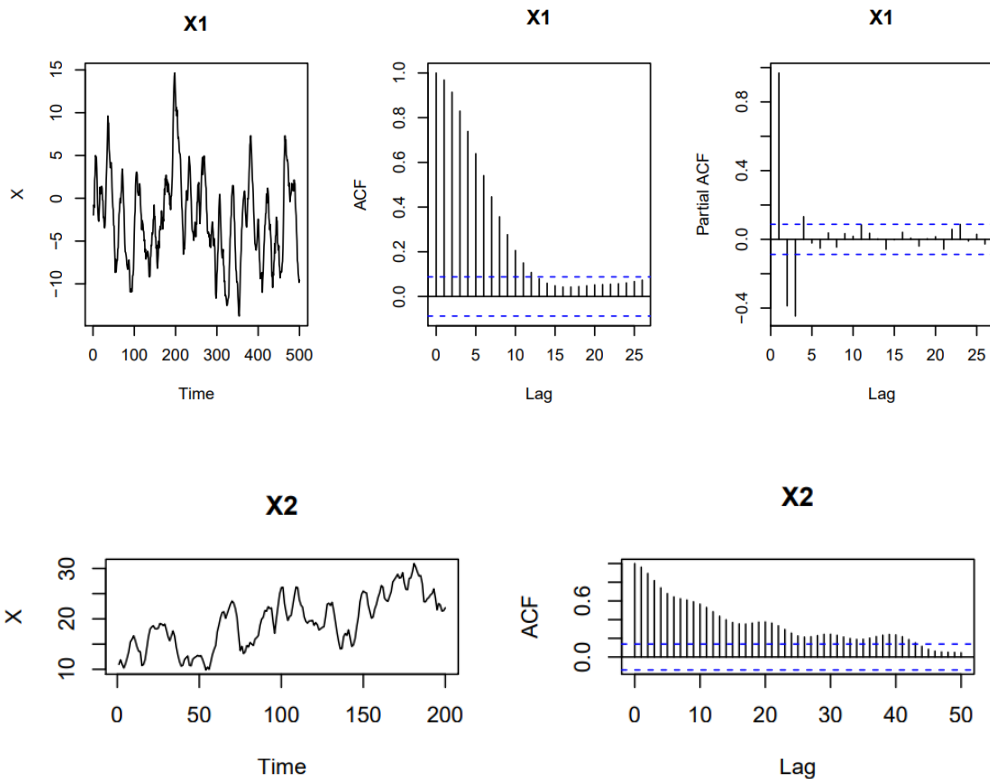 X1
X
15
10
5
0
−5
−10
0 100 200 300 400 500
Time
X1
ACF
1.0
0.8
0.6
0.4
0.2
0.0
0 5 10 15 20 25
Lag
X1
Partial ACF
0.8
0.4
0.0
−0.4
0 5 10 15 20 25
Lag
X2
X
30
20
10
0 50 100 150 200
Time
X2
ACF
0.6
0.0
0 10 20 30 40 50
Lag